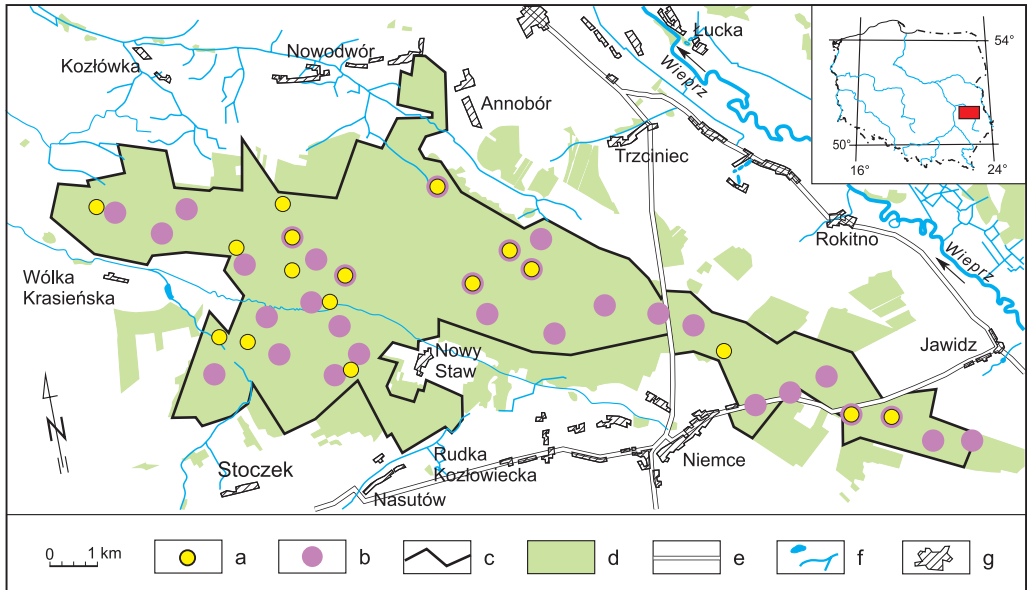 Kozłówka
Nowodwór
Annobór
Łucka
Wieprz
Trzciniec
Rokitno
Wieprz
Jawidz
Wólka
Krasieńska
Nowy
Staw
Stoczek
Rudka
Kozłowiecka
Nasutów
Niemce
N
54°
50°
16°
24°
0 1 km
a
b
c
d
e
f
g